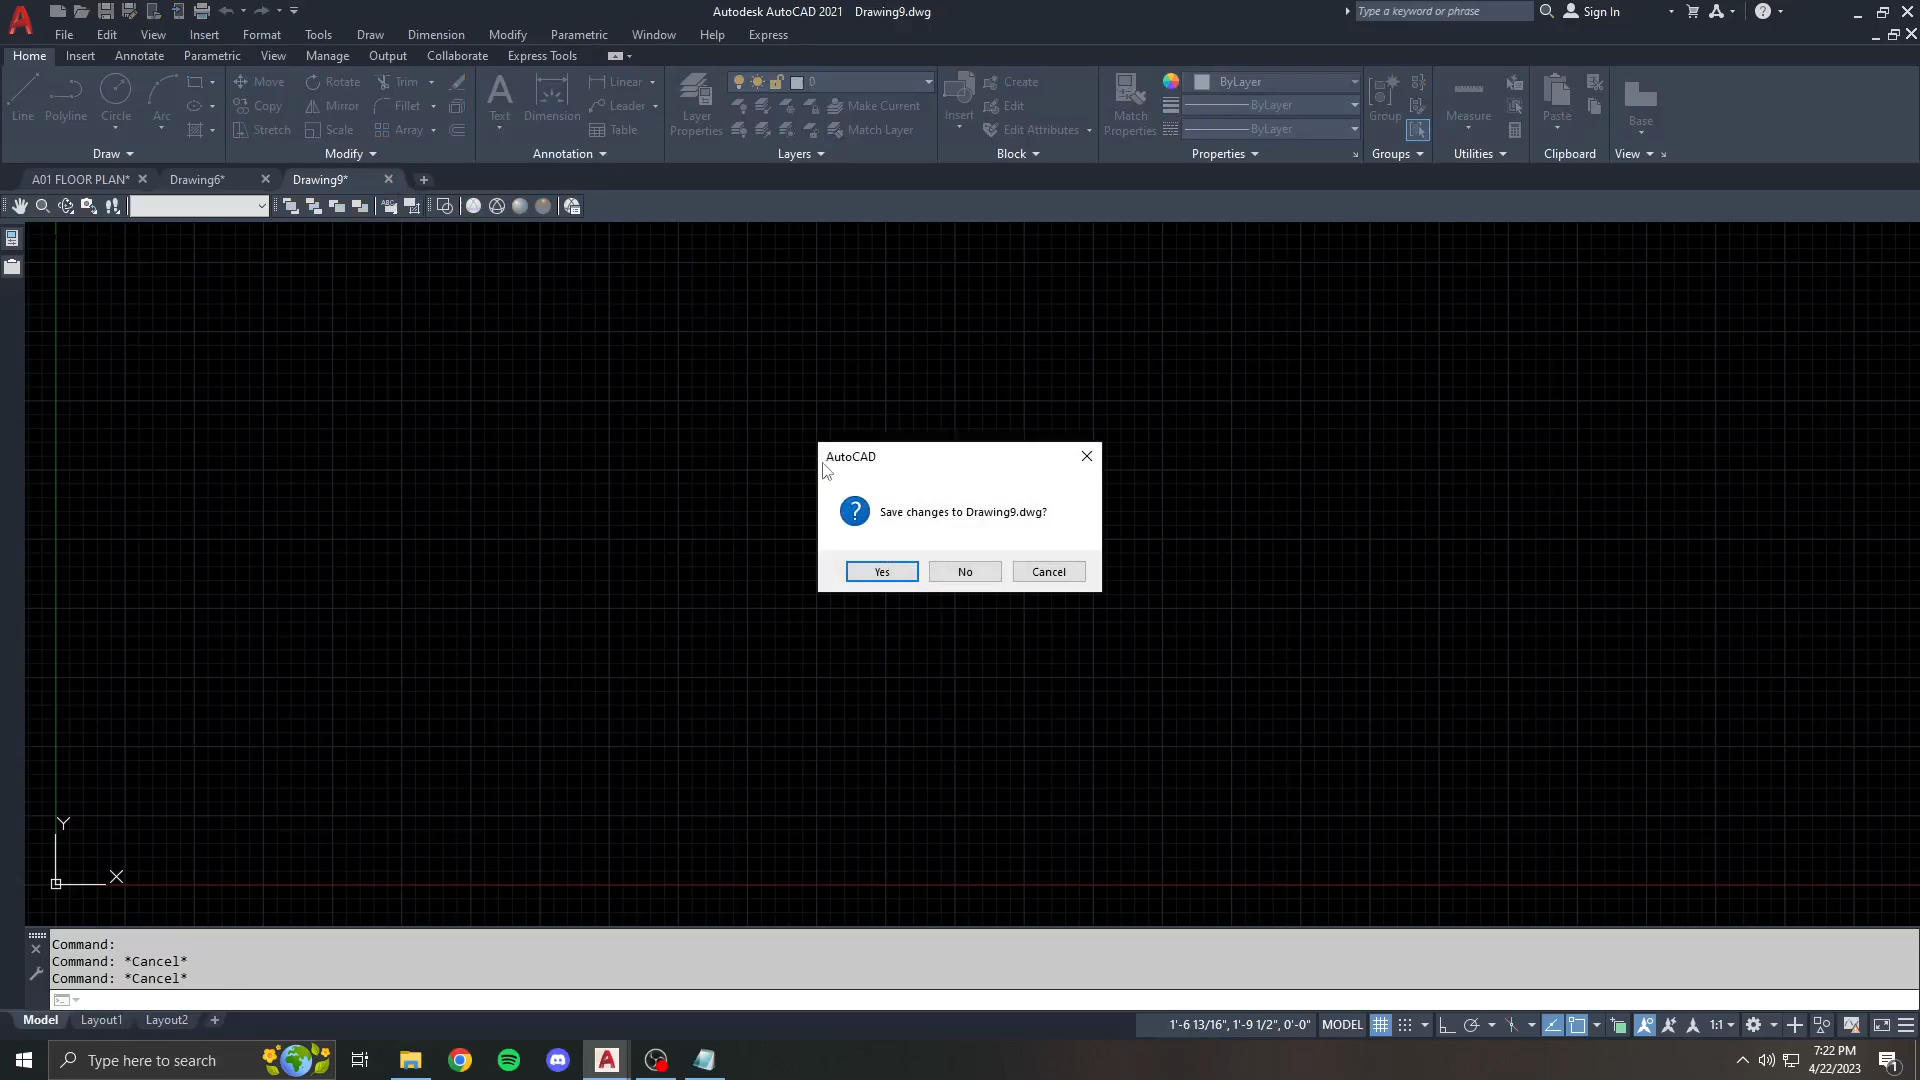 Autodesk AutoCAD 2021 Drawing9.dwg
Type a keyword or phrase
Sign In
File Edit View Insert Format Tools Draw Dimension Modify Parametric Window Help Express
Home Insert Annotate Parametric View Manage Output Collaborate Express Tools
Line Polyline Circle Arc
Move Rotate Trim
Copy Mirror Fillet
Stretch Scale Array
Text Dimension
Linear
Leader
Table
Layer Properties
0
Make Current
Match Layer
Insert
Create
Edit
Edit Attributes
Match Properties
ByLayer
ByLayer
ByLayer
Group
Measure
Paste
Base
Draw Modify Annotation Layers Block Properties Groups Utilities Clipboard View
A01 FLOOR PLAN* Drawing6* Drawing9*
ABC
AutoCAD
? Save changes to Drawing9.dwg?
Yes No Cancel
Y
X
Command:
Command: *Cancel*
Command: *Cancel*
Model Layout1 Layout2
1'-6 13/16", 1'-9 1/2", 0'-0" MODEL 1:1
Type here to search
7:22 PM
4/22/2023
1